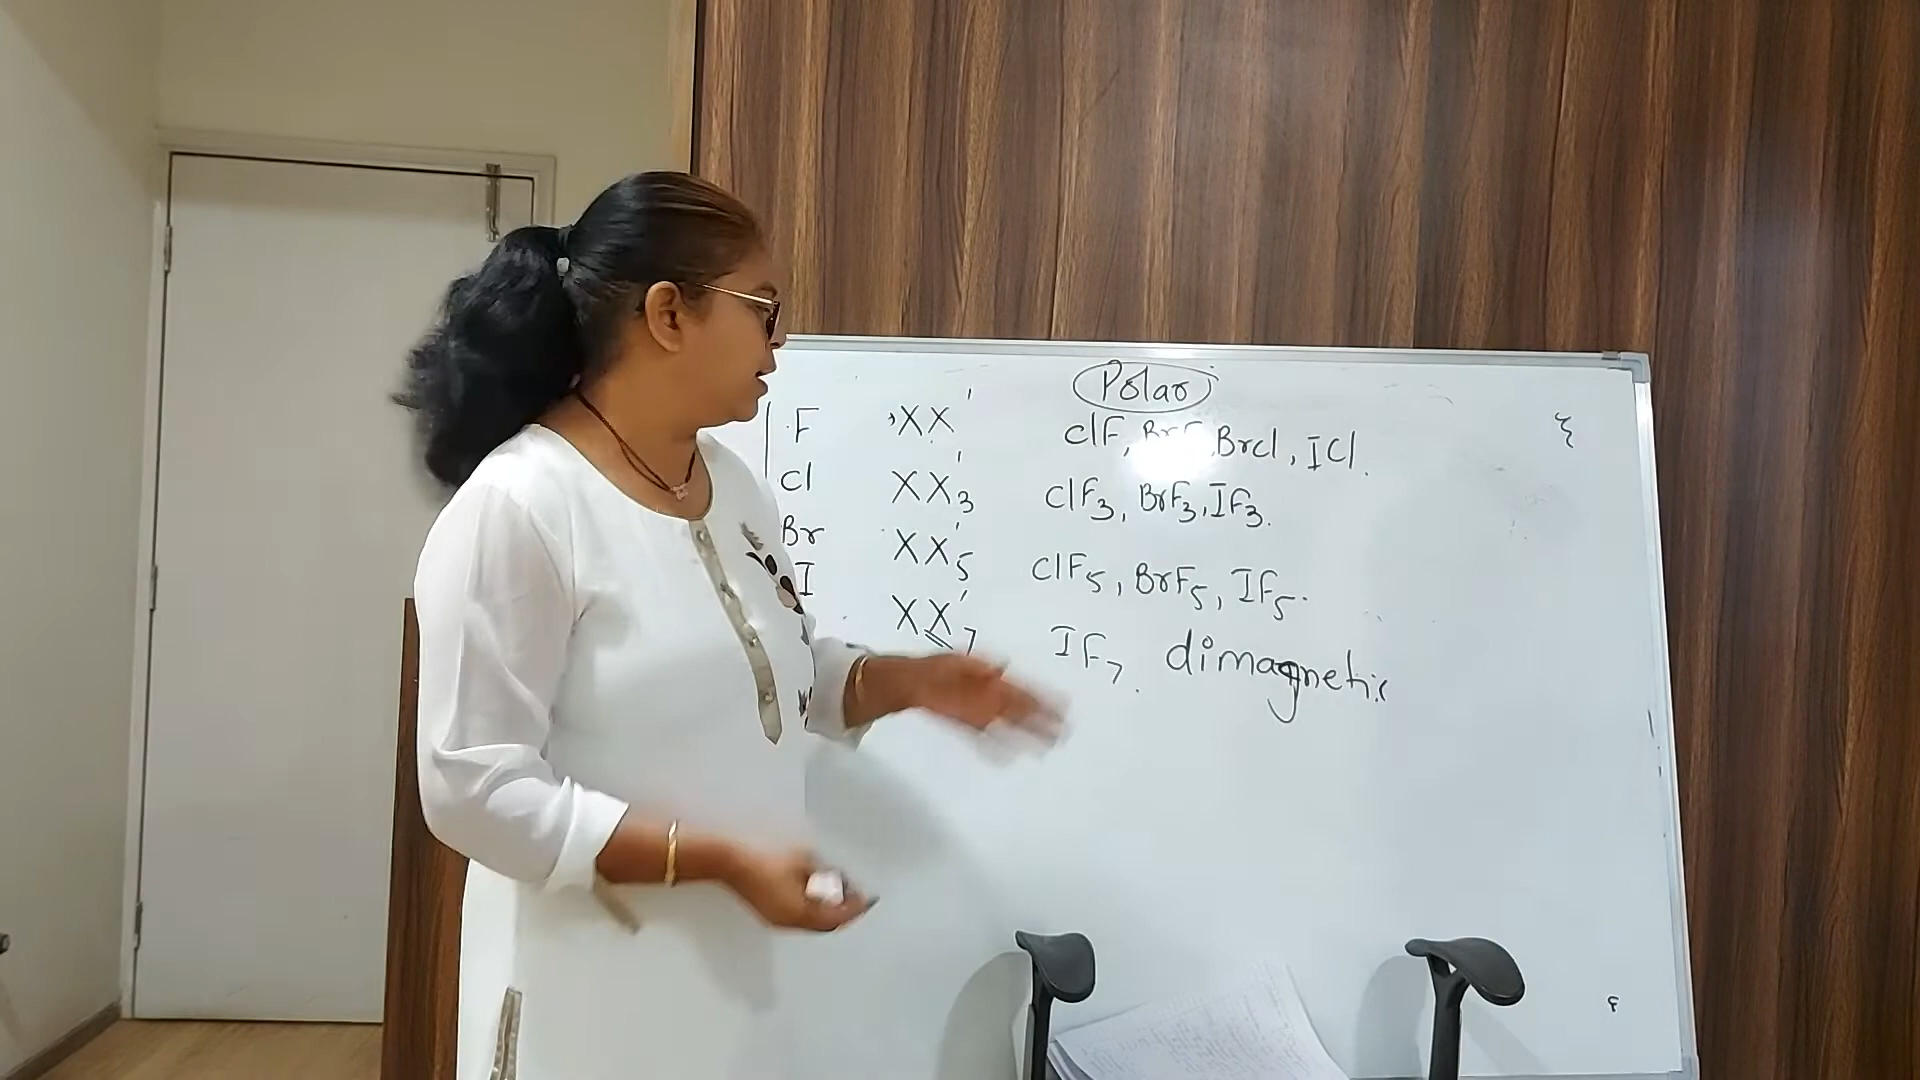 Polar
F XX' ClF, BrF, BrCl, ICl.
Cl XX'₃ ClF₃, BrF₃, IF₃.
Br XX'₅ ClF₅, BrF₅, IF₅.
I XX'₇ IF₇. dimagnetic